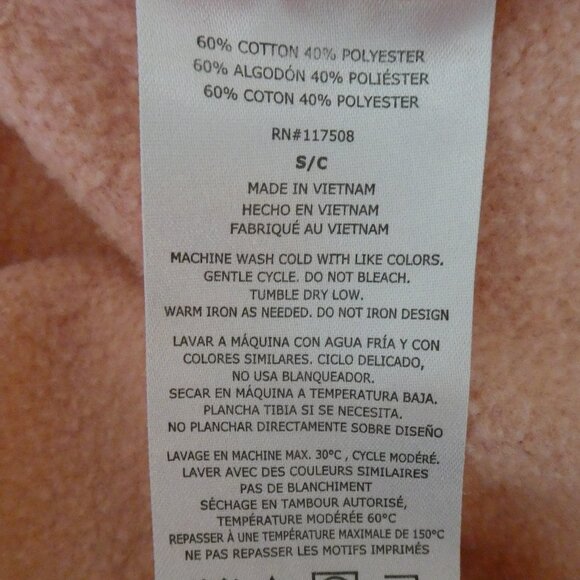 60% COTTON 40% POLYESTER
60% ALGODÓN 40% POLIÉSTER
60% COTON 40% POLYESTER
RN#117508
S/C
MADE IN VIETNAM
HECHO EN VIETNAM
FABRIQUÉ AU VIETNAM
MACHINE WASH COLD WITH LIKE COLORS.
GENTLE CYCLE. DO NOT BLEACH.
TUMBLE DRY LOW.
WARM IRON AS NEEDED. DO NOT IRON DESIGN
LAVAR A MÁQUINA CON AGUA FRÍA Y CON
COLORES SIMILARES. CICLO DELICADO,
NO USA BLANQUEADOR.
SECAR EN MÁQUINA A TEMPERATURA BAJA.
PLANCHA TIBIA SI SE NECESITA.
NO PLANCHAR DIRECTAMENTE SOBRE DISEÑO
LAVAGE EN MACHINE MAX. 30°C , CYCLE MODÉRÉ.
LAVER AVEC DES COULEURS SIMILAIRES
PAS DE BLANCHIMENT
SÉCHAGE EN TAMBOUR AUTORISÉ,
TEMPÉRATURE MODÉRÉE 60°C
REPASSER À UNE TEMPÉRATURE MAXIMALE DE 150°C
NE PAS REPASSER LES MOTIFS IMPRIMÉS